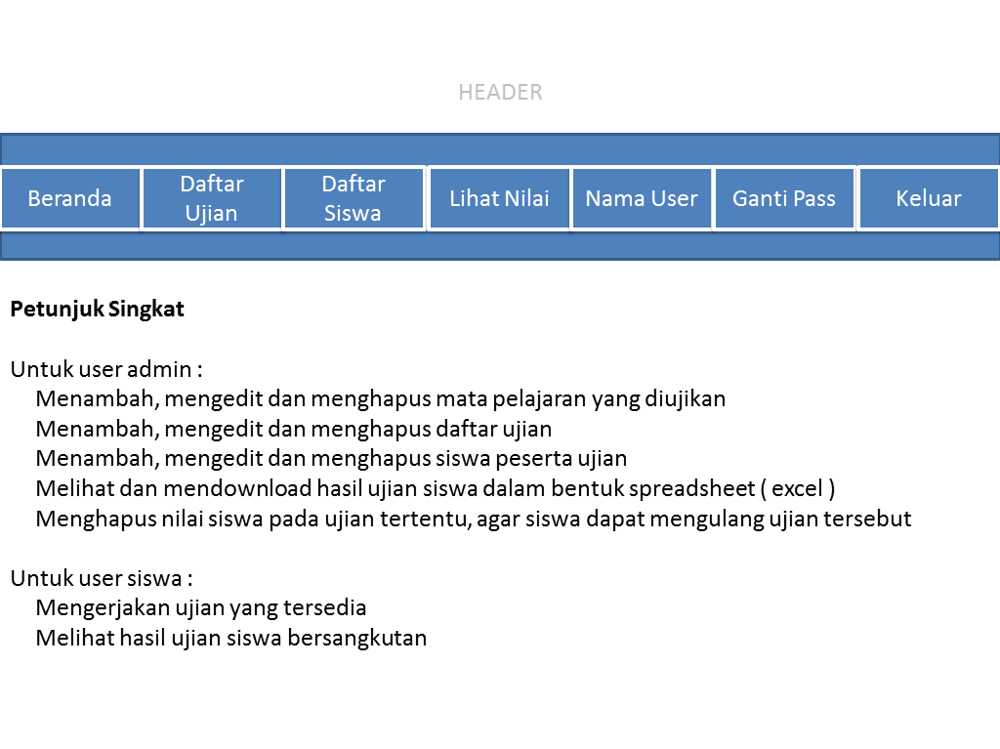 HEADER
Beranda
Daftar
Ujian
Daftar
Siswa
Lihat Nilai
Nama User
Ganti Pass
Keluar
Petunjuk Singkat
Untuk user admin :
Menambah, mengedit dan menghapus mata pelajaran yang diujikan
Menambah, mengedit dan menghapus daftar ujian
Menambah, mengedit dan menghapus siswa peserta ujian
Melihat dan mendownload hasil ujian siswa dalam bentuk spreadsheet ( excel )
Menghapus nilai siswa pada ujian tertentu, agar siswa dapat mengulang ujian tersebut
Untuk user siswa :
Mengerjakan ujian yang tersedia
Melihat hasil ujian siswa bersangkutan